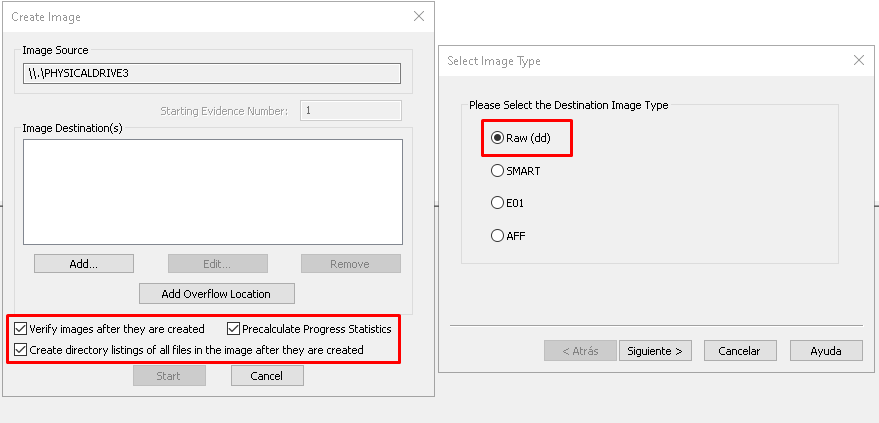 Create Image
Image Source
\\.\PHYSICALDRIVE3
Starting Evidence Number: 1
Image Destination(s)
Add... Edit... Remove
Add Overflow Location
Verify images after they are created Precalculate Progress Statistics
Create directory listings of all files in the image after they are created
Start Cancel
Select Image Type
Please Select the Destination Image Type
Raw (dd)
SMART
E01
AFF
< Atrás Siguiente > Cancelar Ayuda